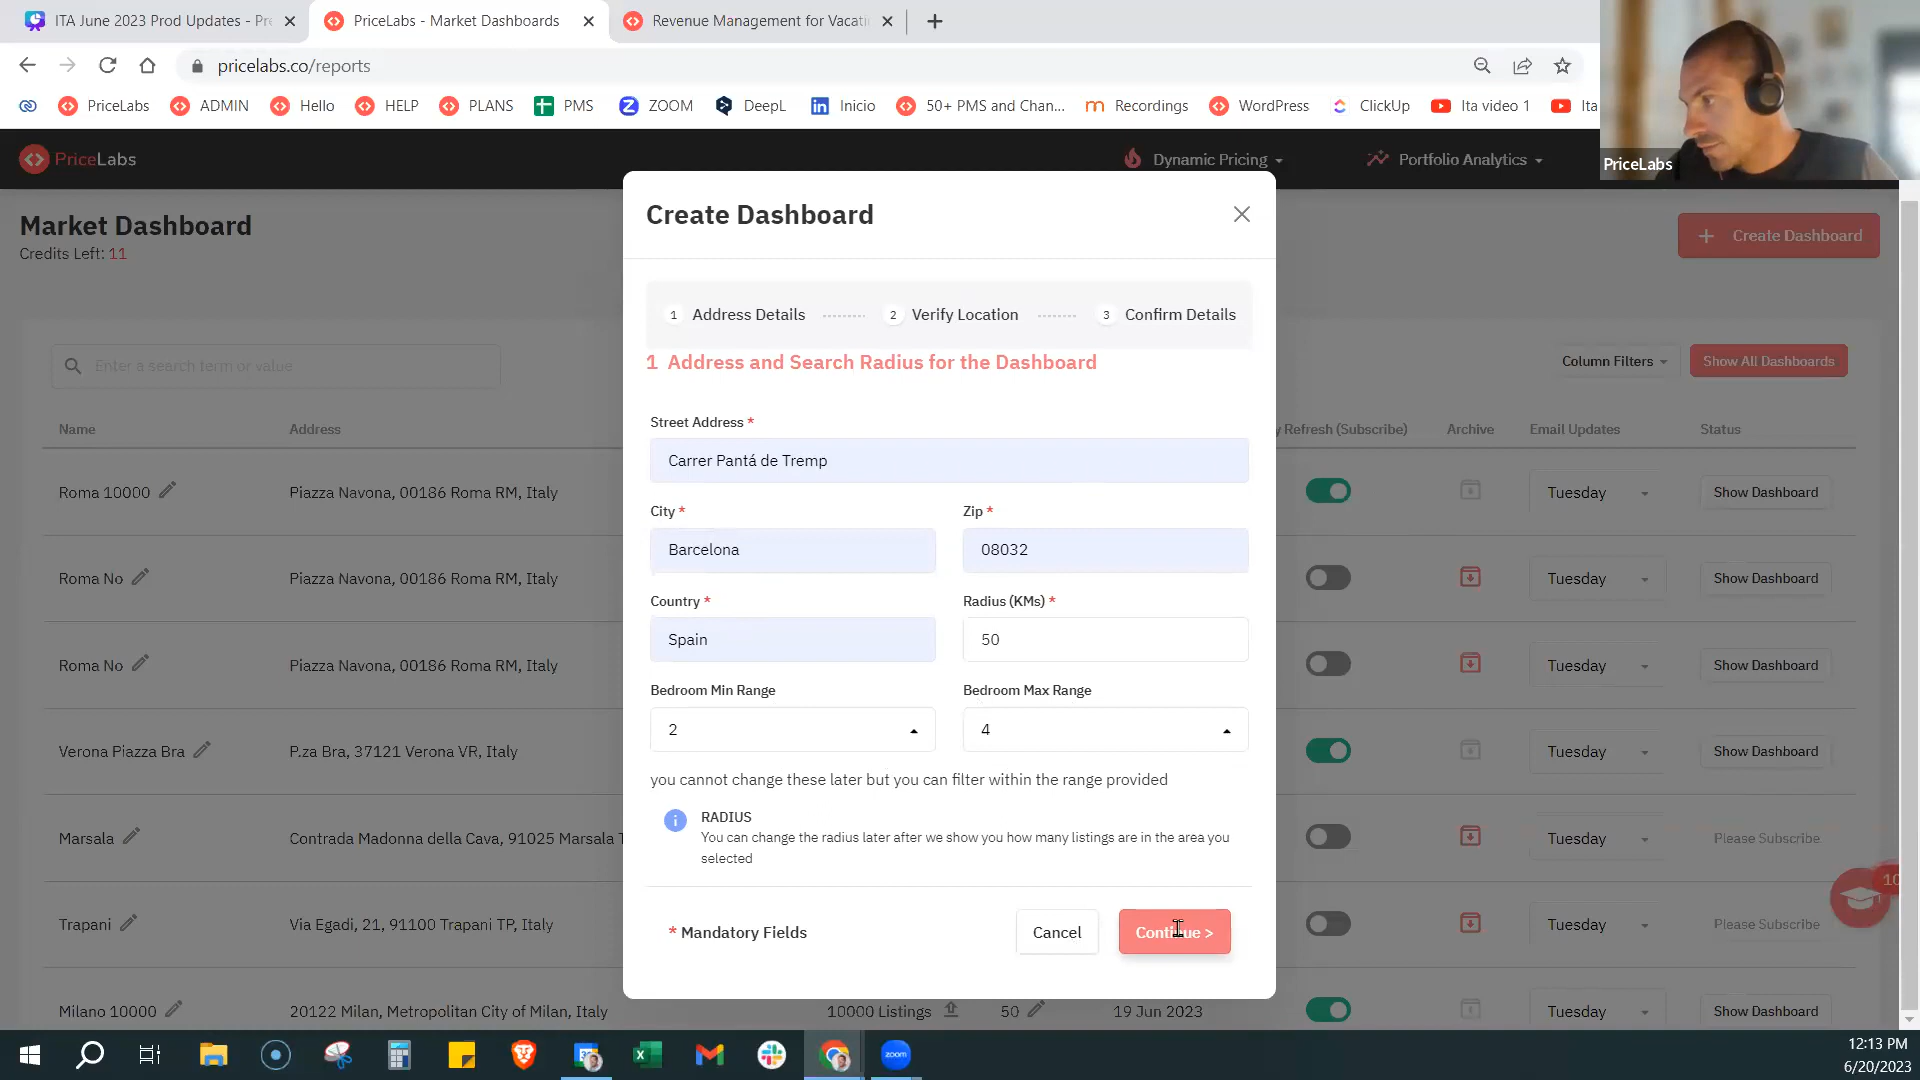 ITA June 2023 Prod Updates - Pre
PriceLabs - Market Dashboards
Revenue Management for Vacati
pricelabs.co/reports
PriceLabs
ADMIN
Hello
HELP
PLANS
PMS
ZOOM
DeepL
Inicio
50+ PMS and Chan...
Recordings
WordPress
ClickUp
Ita video 1
Ita
PriceLabs
PriceLabs
Dynamic Pricing
Portfolio Analytics
Market Dashboard
Credits Left: 11
Create Dashboard
Enter a search term or value
Column Filters
Show All Dashboards
Name
Address
y Refresh (Subscribe)
Archive
Email Updates
Status
Roma 10000
Piazza Navona, 00186 Roma RM, Italy
Tuesday
Show Dashboard
Roma No
Piazza Navona, 00186 Roma RM, Italy
Tuesday
Show Dashboard
Roma No
Piazza Navona, 00186 Roma RM, Italy
Tuesday
Show Dashboard
Verona Piazza Bra
P.za Bra, 37121 Verona VR, Italy
Tuesday
Show Dashboard
Marsala
Contrada Madonna della Cava, 91025 Marsala T
Tuesday
Please Subscribe
Trapani
Via Egadi, 21, 91100 Trapani TP, Italy
Tuesday
Please Subscribe
Milano 10000
20122 Milan, Metropolitan City of Milan, Italy
10000 Listings
50
19 Jun 2023
Tuesday
Show Dashboard
10
Create Dashboard
1 Address Details
2 Verify Location
3 Confirm Details
1 Address and Search Radius for the Dashboard
Street Address *
Carrer Pantá de Tremp
City *
Zip *
Barcelona
08032
Country *
Radius (KMs) *
Spain
50
Bedroom Min Range
Bedroom Max Range
2
4
you cannot change these later but you can filter within the range provided
RADIUS
You can change the radius later after we show you how many listings are in the area you
selected
* Mandatory Fields
Cancel
Continue >
zoom
12:13 PM
6/20/2023